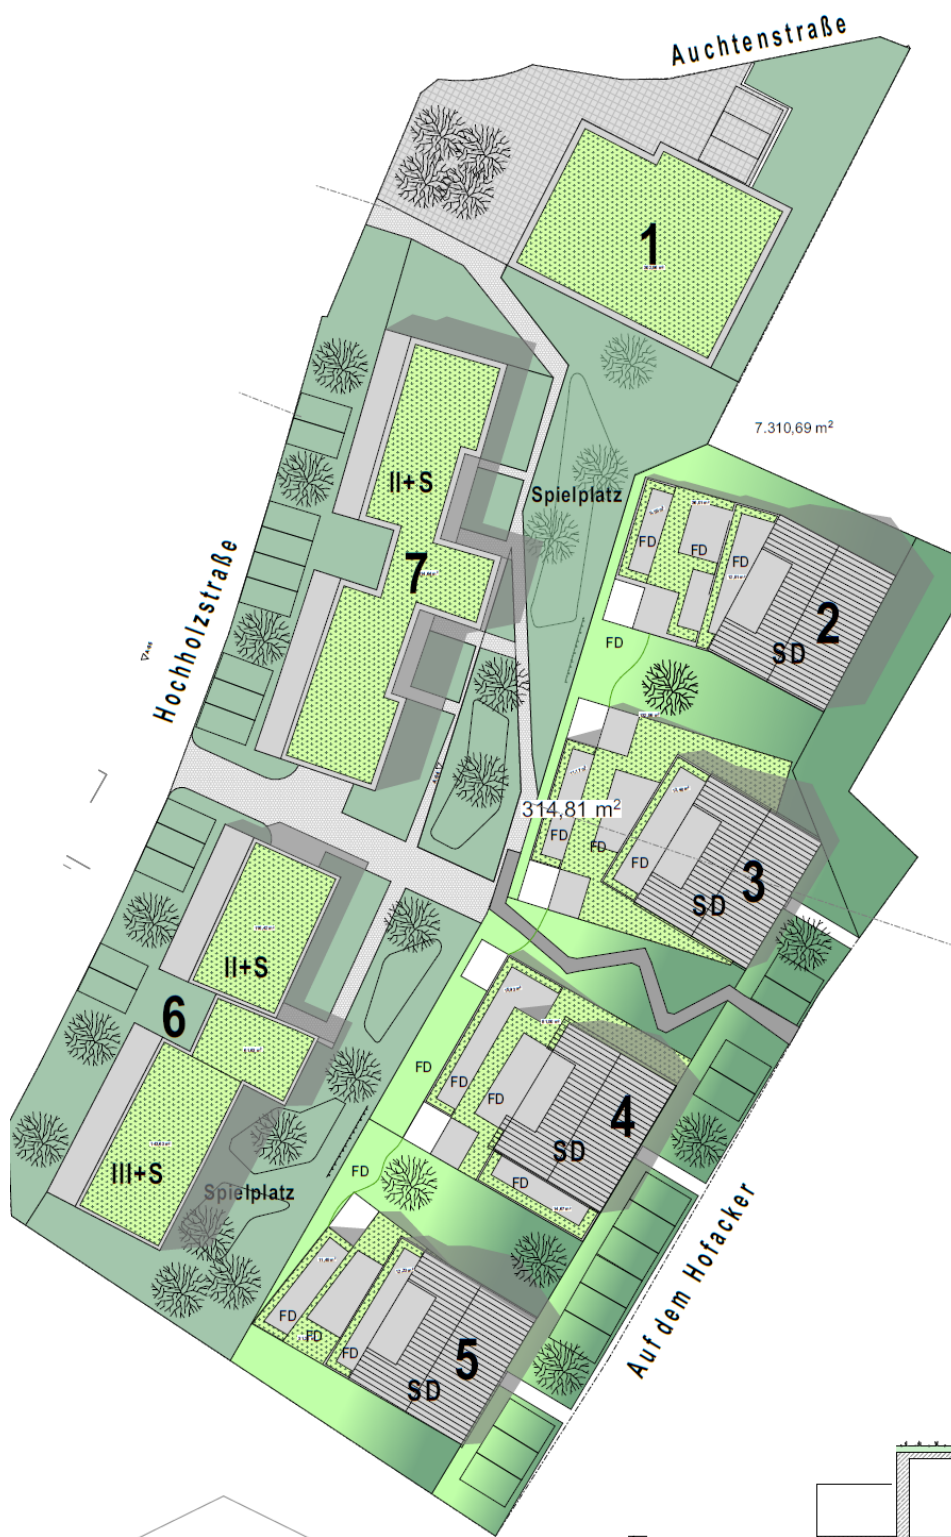 Auchtenstraße
1
7.310,69 m²
II+S
Spielplatz
FD
FD
FD
7
2
Hochholzstraße
FD
SD
314,81 m²
FD
FD
FD
3
SD
II+S
6
FD
FD
FD
4
SD
III+S
FD
FD
Spielplatz
Auf dem Hofacker
FD
FD
FD
5
SD